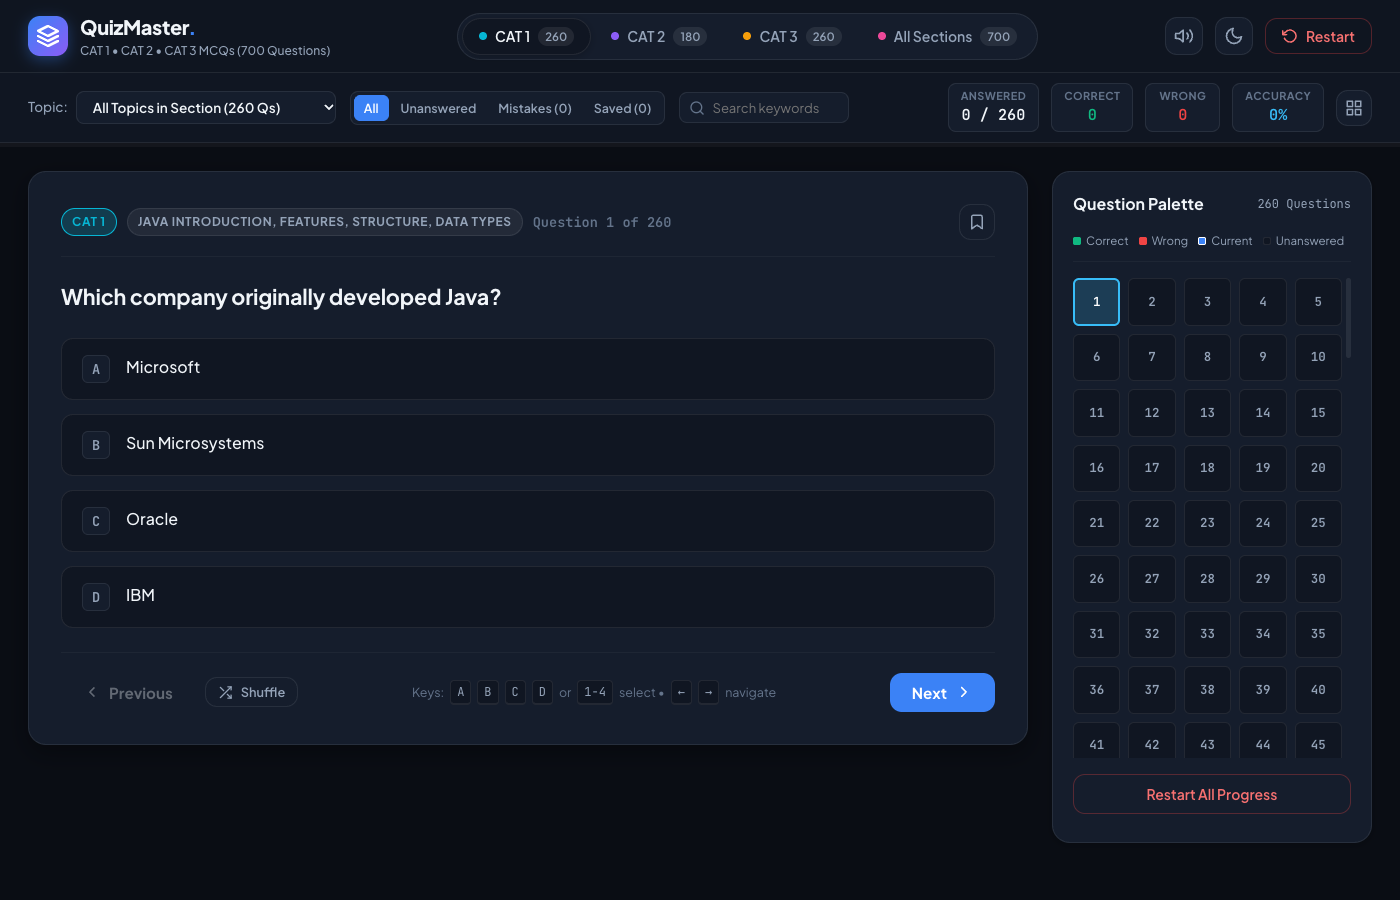 QuizMaster.
CAT 1 • CAT 2 • CAT 3 MCQs (700 Questions)
CAT 1 260
CAT 2 180
CAT 3 260
All Sections 700
Restart
Topic: All Topics in Section (260 Qs)
All Unanswered Mistakes (0) Saved (0)
Search keywords
ANSWERED
0 / 260
CORRECT
0
WRONG
0
ACCURACY
0%
CAT 1 JAVA INTRODUCTION, FEATURES, STRUCTURE, DATA TYPES Question 1 of 260
Which company originally developed Java?
A Microsoft
B Sun Microsystems
C Oracle
D IBM
Previous Shuffle Keys: A B C D or 1-4 select • ← → navigate Next
Question Palette 260 Questions
Correct Wrong Current Unanswered
1 2 3 4 5
6 7 8 9 10
11 12 13 14 15
16 17 18 19 20
21 22 23 24 25
26 27 28 29 30
31 32 33 34 35
36 37 38 39 40
41 42 43 44 45
Restart All Progress